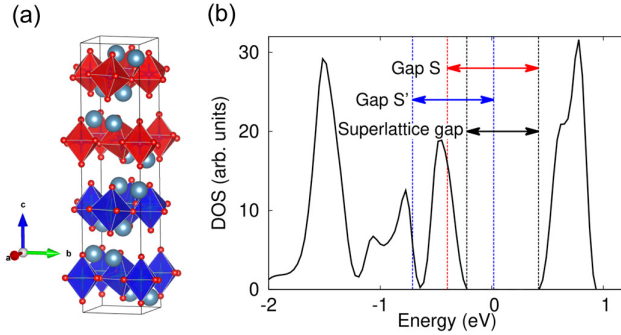 (a)
c
a
b
(b)
DOS (arb. units)
30
20
10
0
Gap S
Gap S'
Superlattice gap
-2
-1
0
1
Energy (eV)